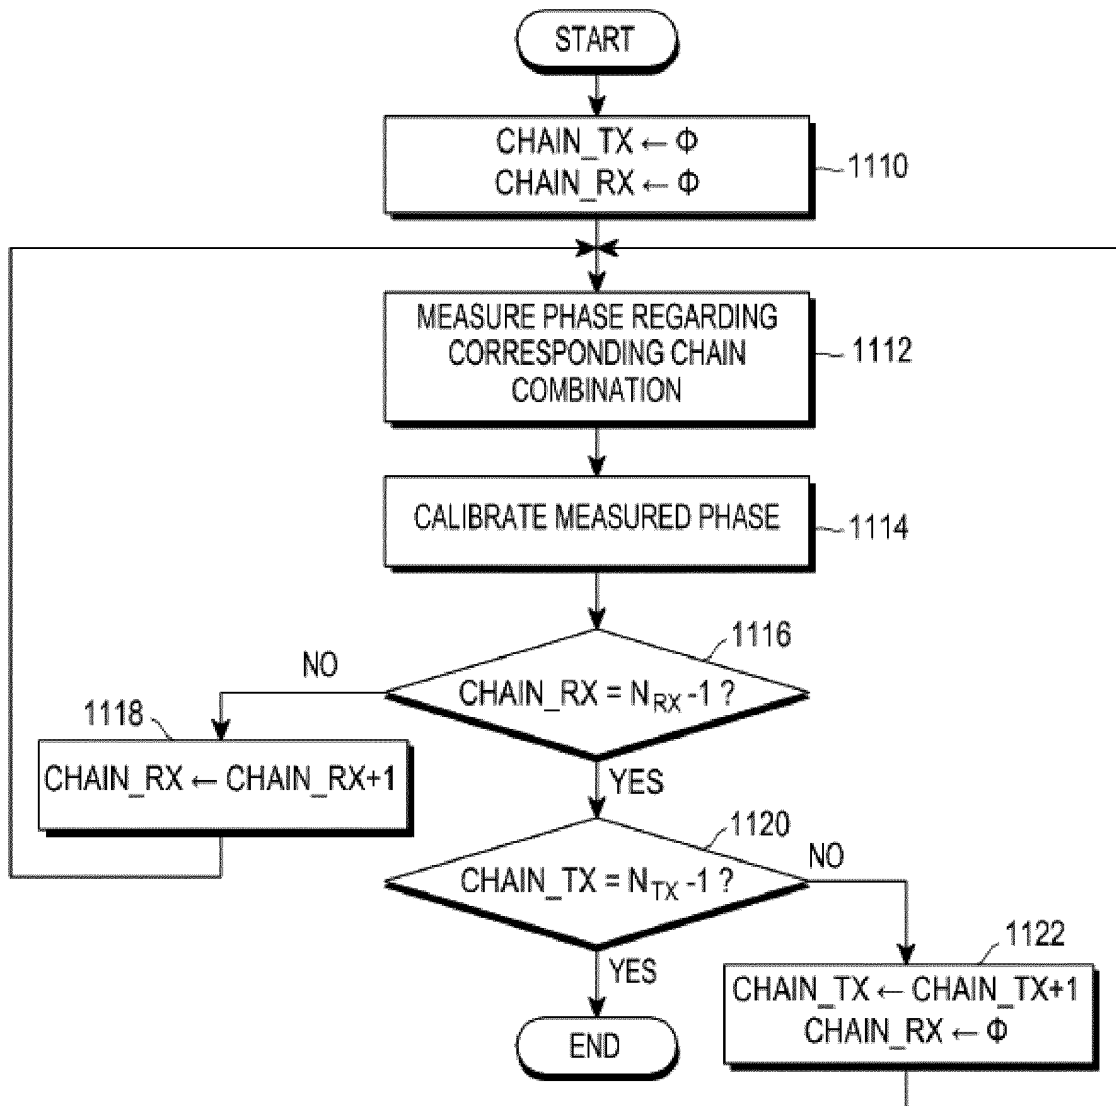 START
CHAIN_TX ← Φ
CHAIN_RX ← Φ
1110
MEASURE PHASE REGARDING
CORRESPONDING CHAIN
COMBINATION
1112
CALIBRATE MEASURED PHASE
1114
1116
NO
CHAIN_RX = N_RX -1 ?
1118
CHAIN_RX ← CHAIN_RX+1
YES
1120
NO
CHAIN_TX = N_TX -1 ?
1122
YES
CHAIN_TX ← CHAIN_TX+1
CHAIN_RX ← Φ
END